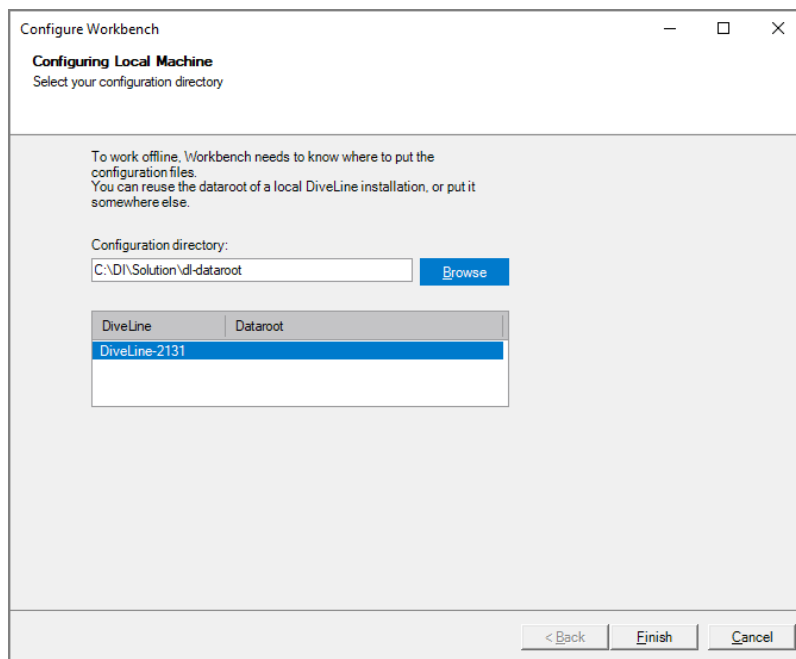 Configure Workbench
Configuring Local Machine
Select your configuration directory
To work offline, Workbench needs to know where to put the
configuration files.
You can reuse the dataroot of a local DiveLine installation, or put it
somewhere else.
Configuration directory:
C:\DI\Solution\dl-dataroot
Browse
DiveLine Dataroot
DiveLine-2131
< Back Finish Cancel